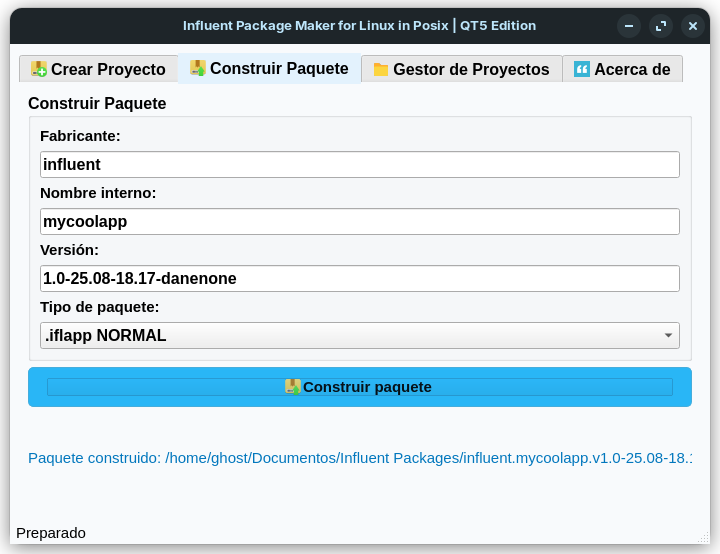 Influent Package Maker for Linux in Posix | QT5 Edition
Crear Proyecto Construir Paquete Gestor de Proyectos Acerca de
Construir Paquete
Fabricante:
influent
Nombre interno:
mycoolapp
Versión:
1.0-25.08-18.17-danenone
Tipo de paquete:
.iflapp NORMAL
Construir paquete
Paquete construido: /home/ghost/Documentos/Influent Packages/influent.mycoolapp.v1.0-25.08-18.1
Preparado